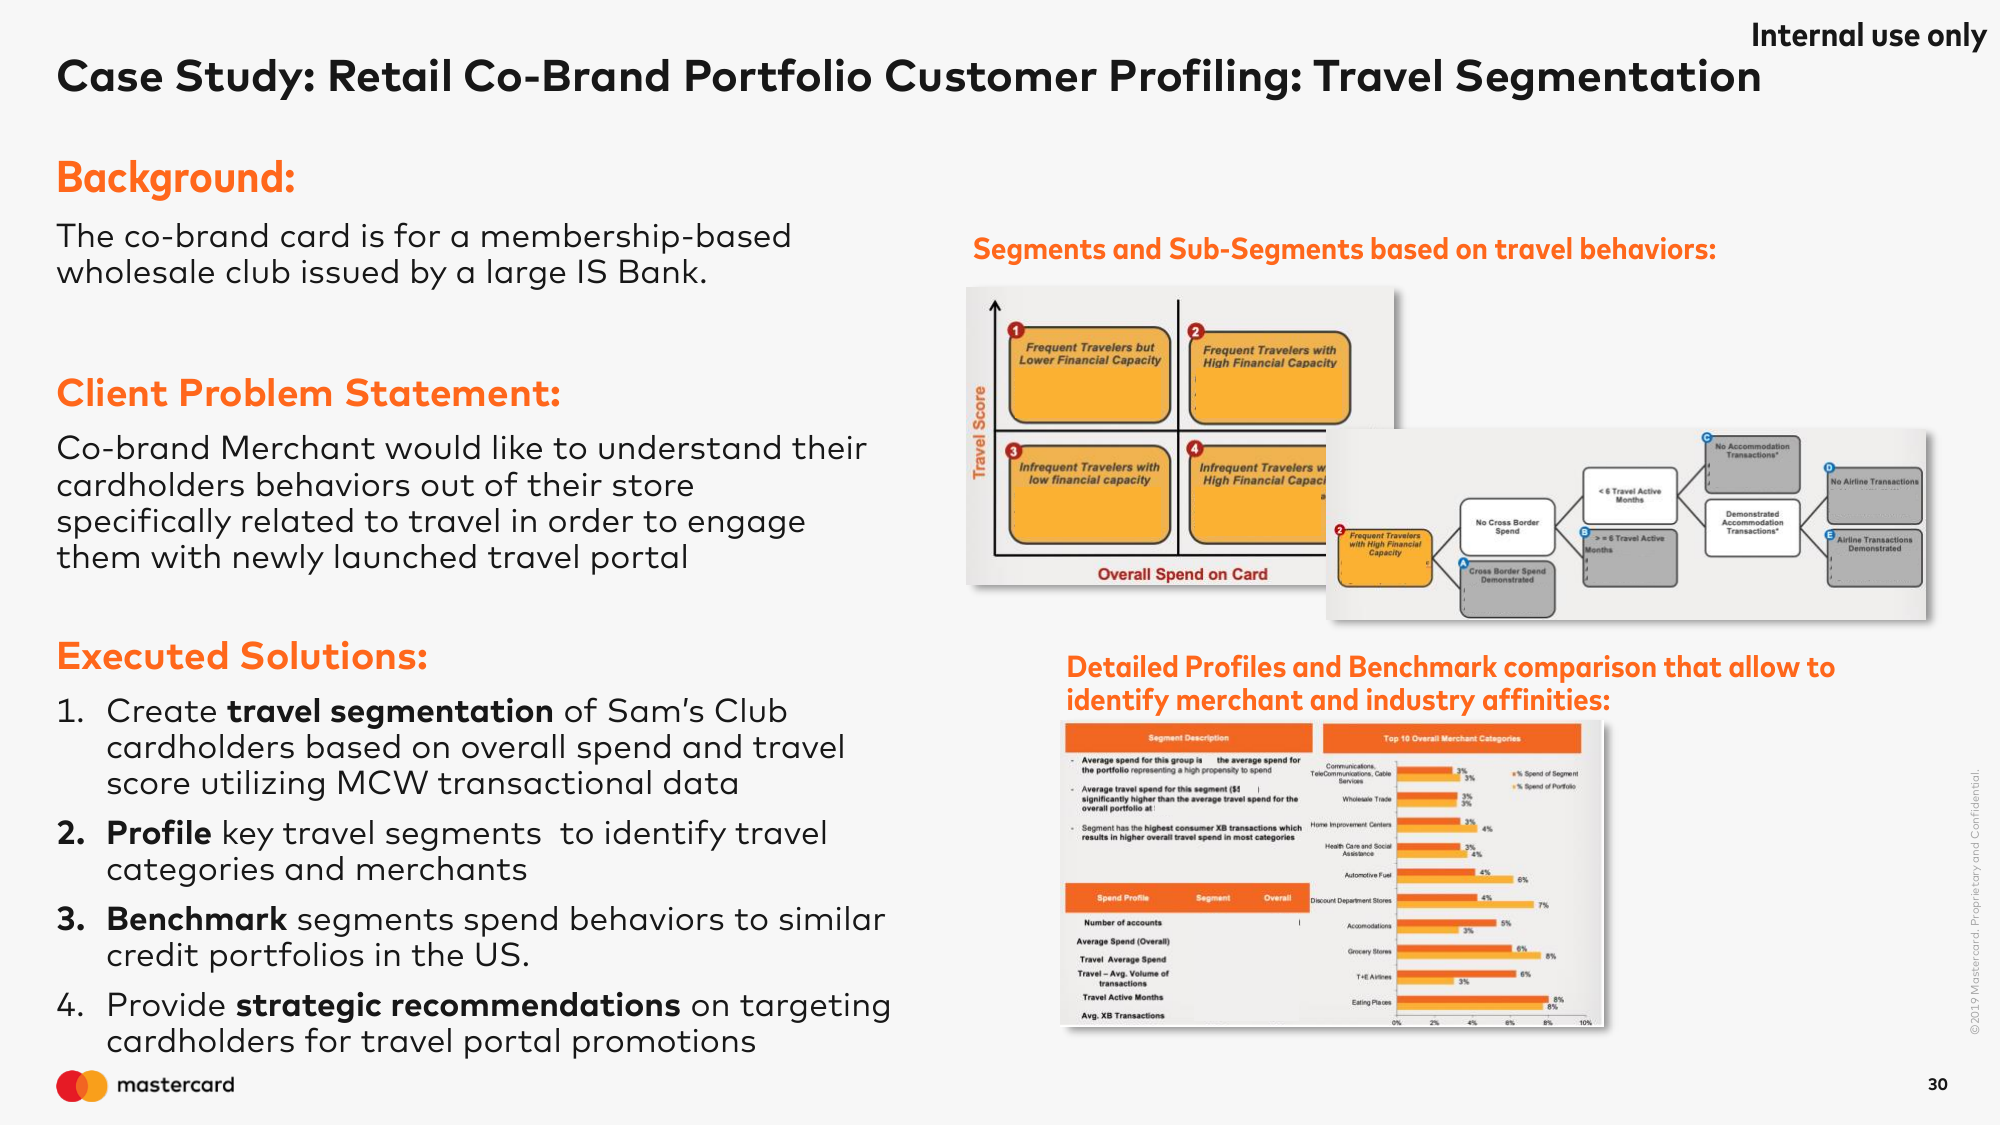 Internal use only
Case Study: Retail Co-Brand Portfolio Customer Profiling: Travel Segmentation
Background:
The co-brand card is for a membership-based
wholesale club issued by a large IS Bank.
Client Problem Statement:
Co-brand Merchant would like to understand their
cardholders behaviors out of their store
specifically related to travel in order to engage
them with newly launched travel portal
Executed Solutions:
1. Create travel segmentation of Sam's Club
cardholders based on overall spend and travel
score utilizing MCW transactional data
2. Profile key travel segments to identify travel
categories and merchants
3. Benchmark segments spend behaviors to similar
credit portfolios in the US.
4. Provide strategic recommendations on targeting
cardholders for travel portal promotions
Segments and Sub-Segments based on travel behaviors:
Travel Score
1
Frequent Travelers but
Lower Financial Capacity
2
Frequent Travelers with
High Financial Capacity
3
Infrequent Travelers with
low financial capacity
4
Infrequent Travelers w
High Financial Capaci
Overall Spend on Card
2
Frequent Travelers
with High Financial
Capacity
No Cross Border
Spend
A
Cross Border Spend
Demonstrated
< 6 Travel Active
Months
B
> = 6 Travel Active
Months
C
No Accommodation
Transactions*
Demonstrated
Accommodation
Transactions*
D
No Airline Transactions
E
Airline Transactions
Demonstrated
Detailed Profiles and Benchmark comparison that allow to
identify merchant and industry affinities:
Segment Description
- Average spend for this group is the average spend for
the portfolio representing a high propensity to spend
- Average travel spend for this segment ($5
significantly higher than the average travel spend for the
overall portfolio at
- Segment has the highest consumer XB transactions which
results in higher overall travel spend in most categories
Spend Profile Segment Overall
Number of accounts
Average Spend (Overall)
Travel Average Spend
Travel – Avg. Volume of
transactions
Travel Active Months
Avg. XB Transactions
Top 10 Overall Merchant Categories
% Spend of Segment
% Spend of Portfolio
Communications,
TeleCommunications, Cable
Services
3%
3%
Wholesale Trade
3%
3%
Home Improvement Centers
3%
4%
Health Care and Social
Assistance
3%
4%
Automotive Fuel
4%
6%
Discount Department Stores
4%
7%
Accomodations
5%
3%
Grocery Stores
6%
8%
T+E Airlines
6%
3%
Eating Places
8%
8%
0% 2% 4% 6% 8% 10%
©2019 Mastercard. Proprietary and Confidential.
mastercard
30